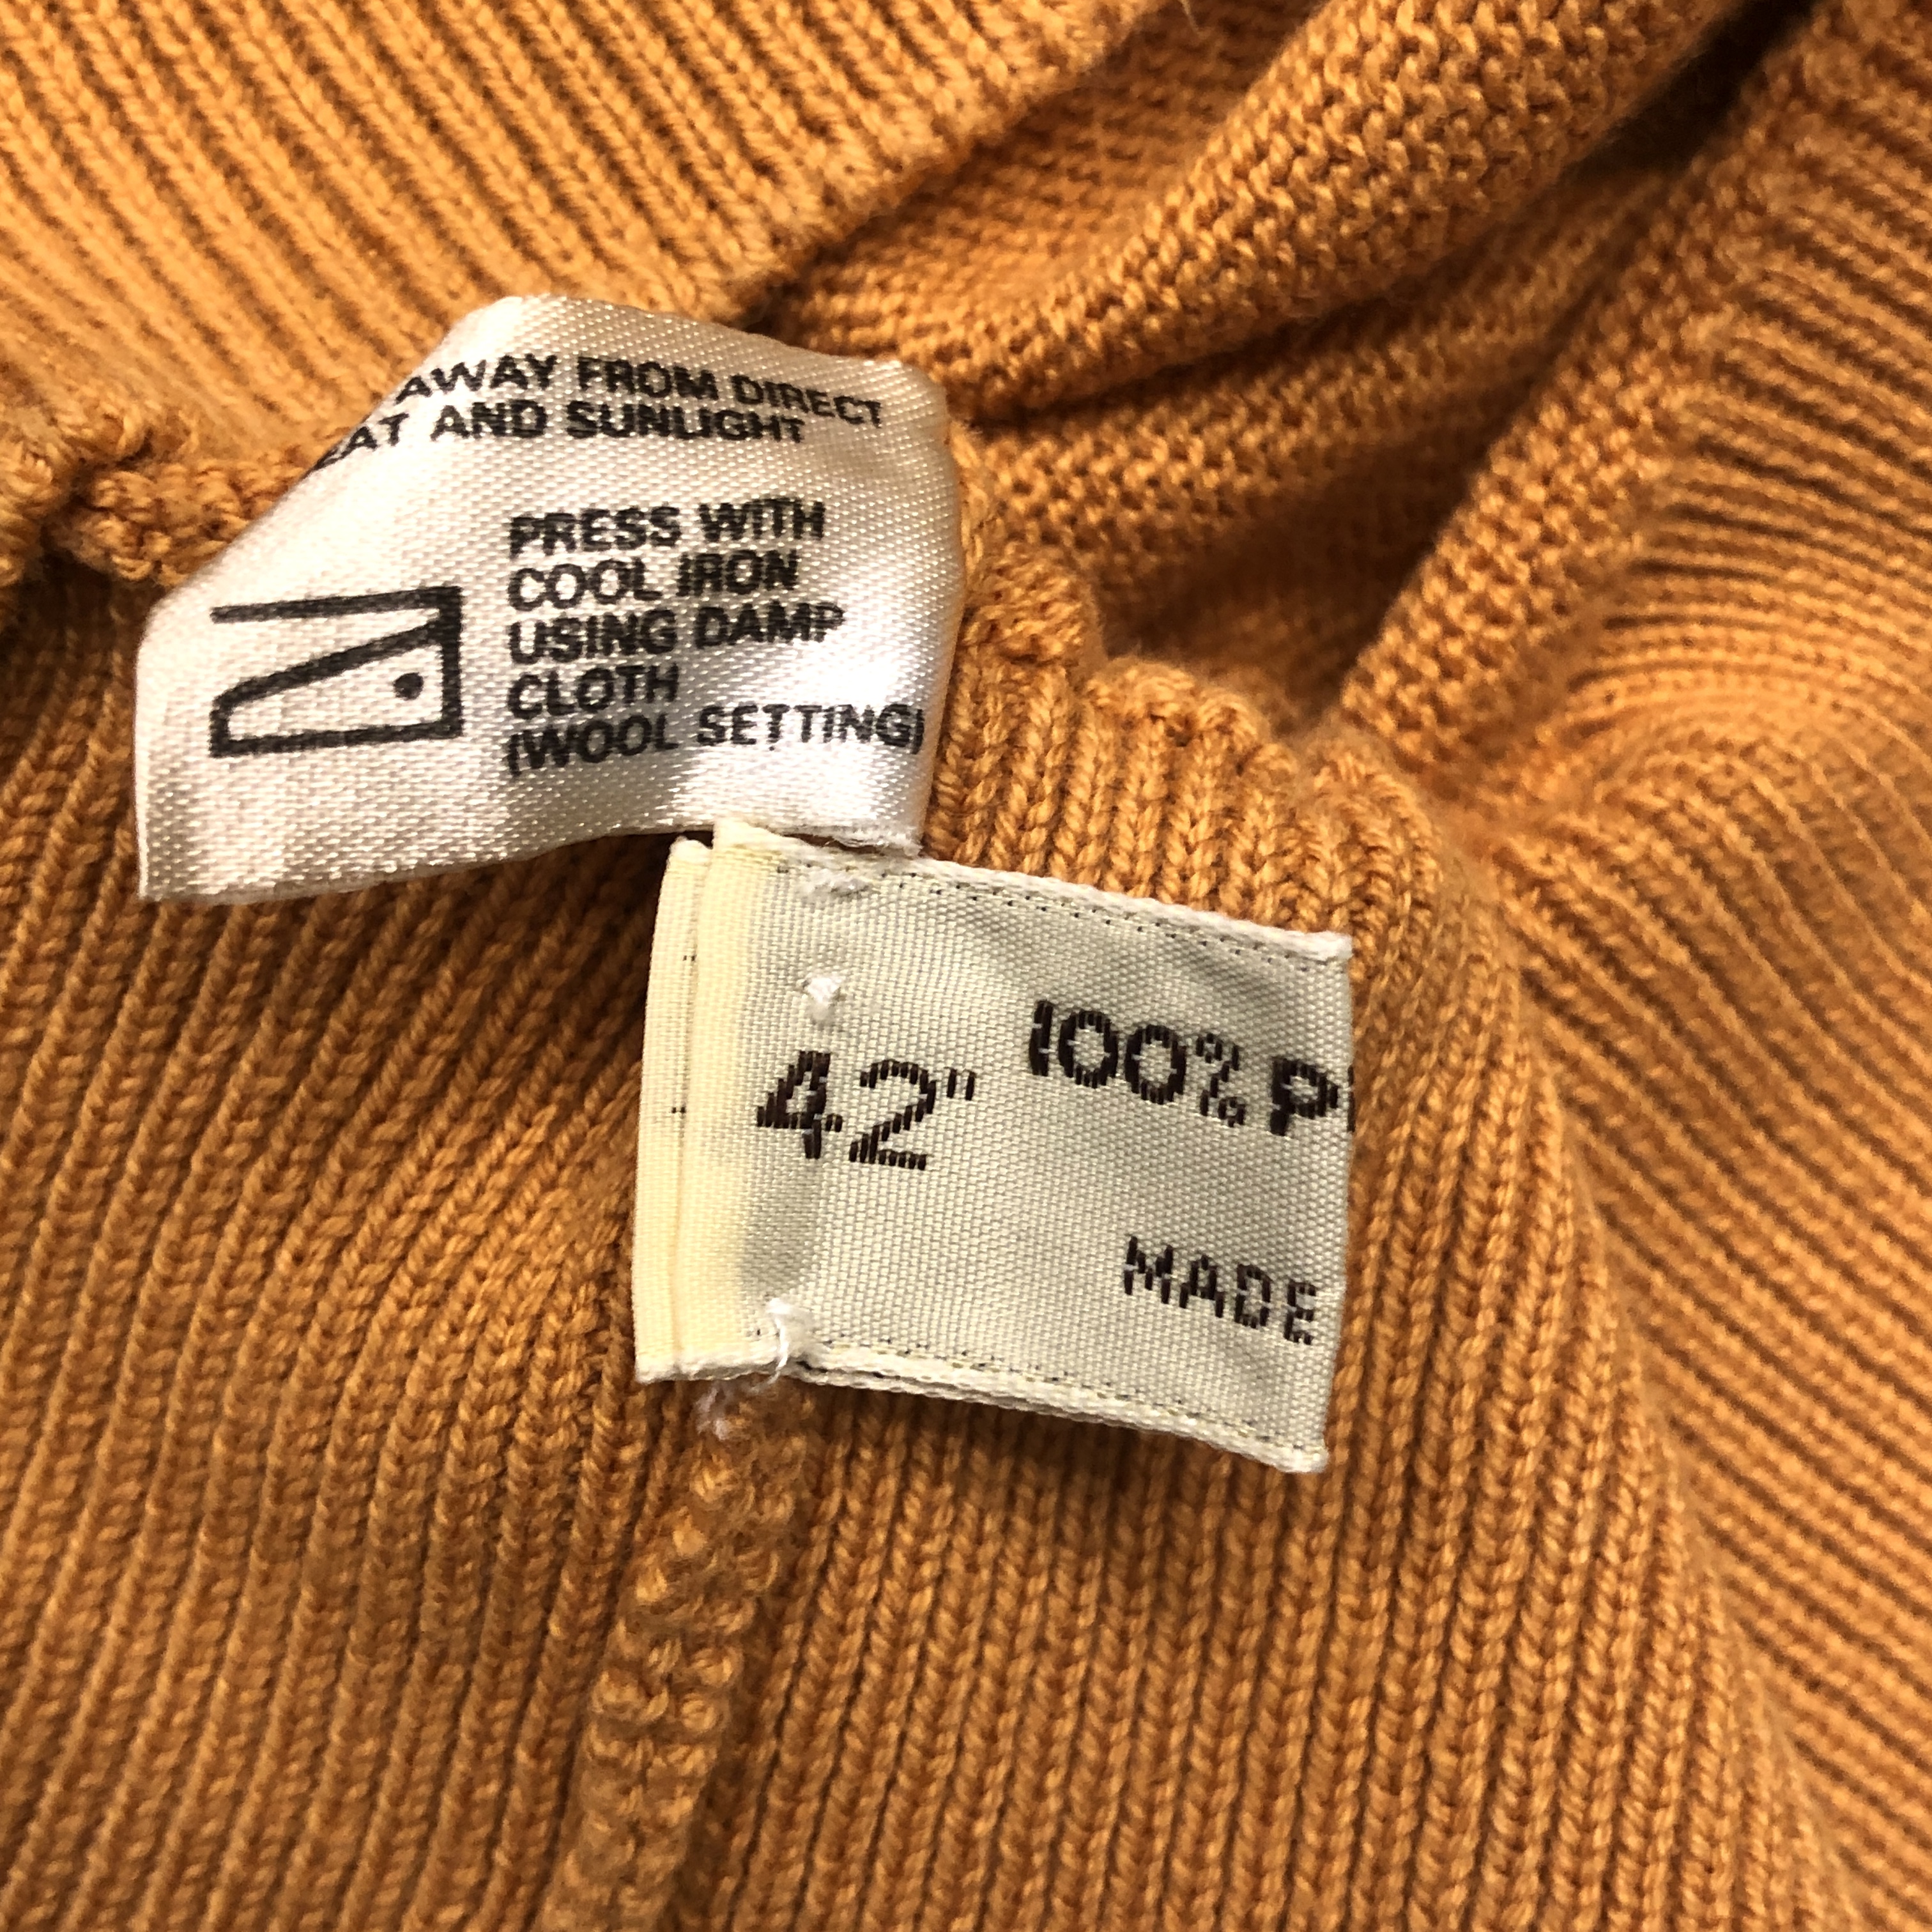 AWAY FROM DIRECT
EAT AND SUNLIGHT
PRESS WITH
COOL IRON
USING DAMP
CLOTH
(WOOL SETTING)
42" 100% P
MADE